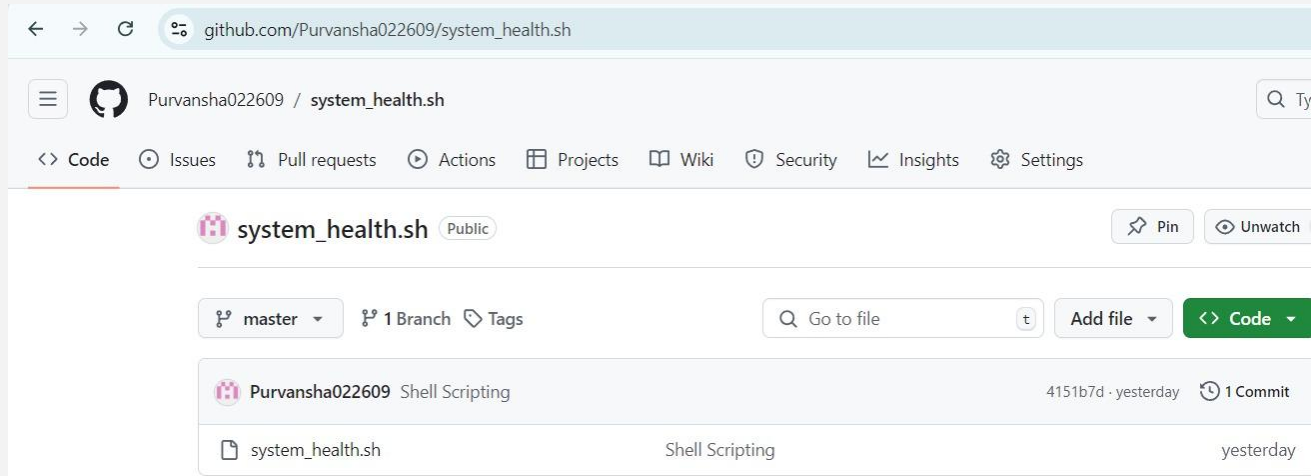 github.com/Purvansha022609/system_health.sh
Purvansha022609 / system_health.sh
Ty
Code Issues Pull requests Actions Projects Wiki Security Insights Settings
system_health.sh Public Pin Unwatch
master 1 Branch Tags Go to file t Add file Code
Purvansha022609 Shell Scripting 4151b7d · yesterday 1 Commit
system_health.sh Shell Scripting yesterday